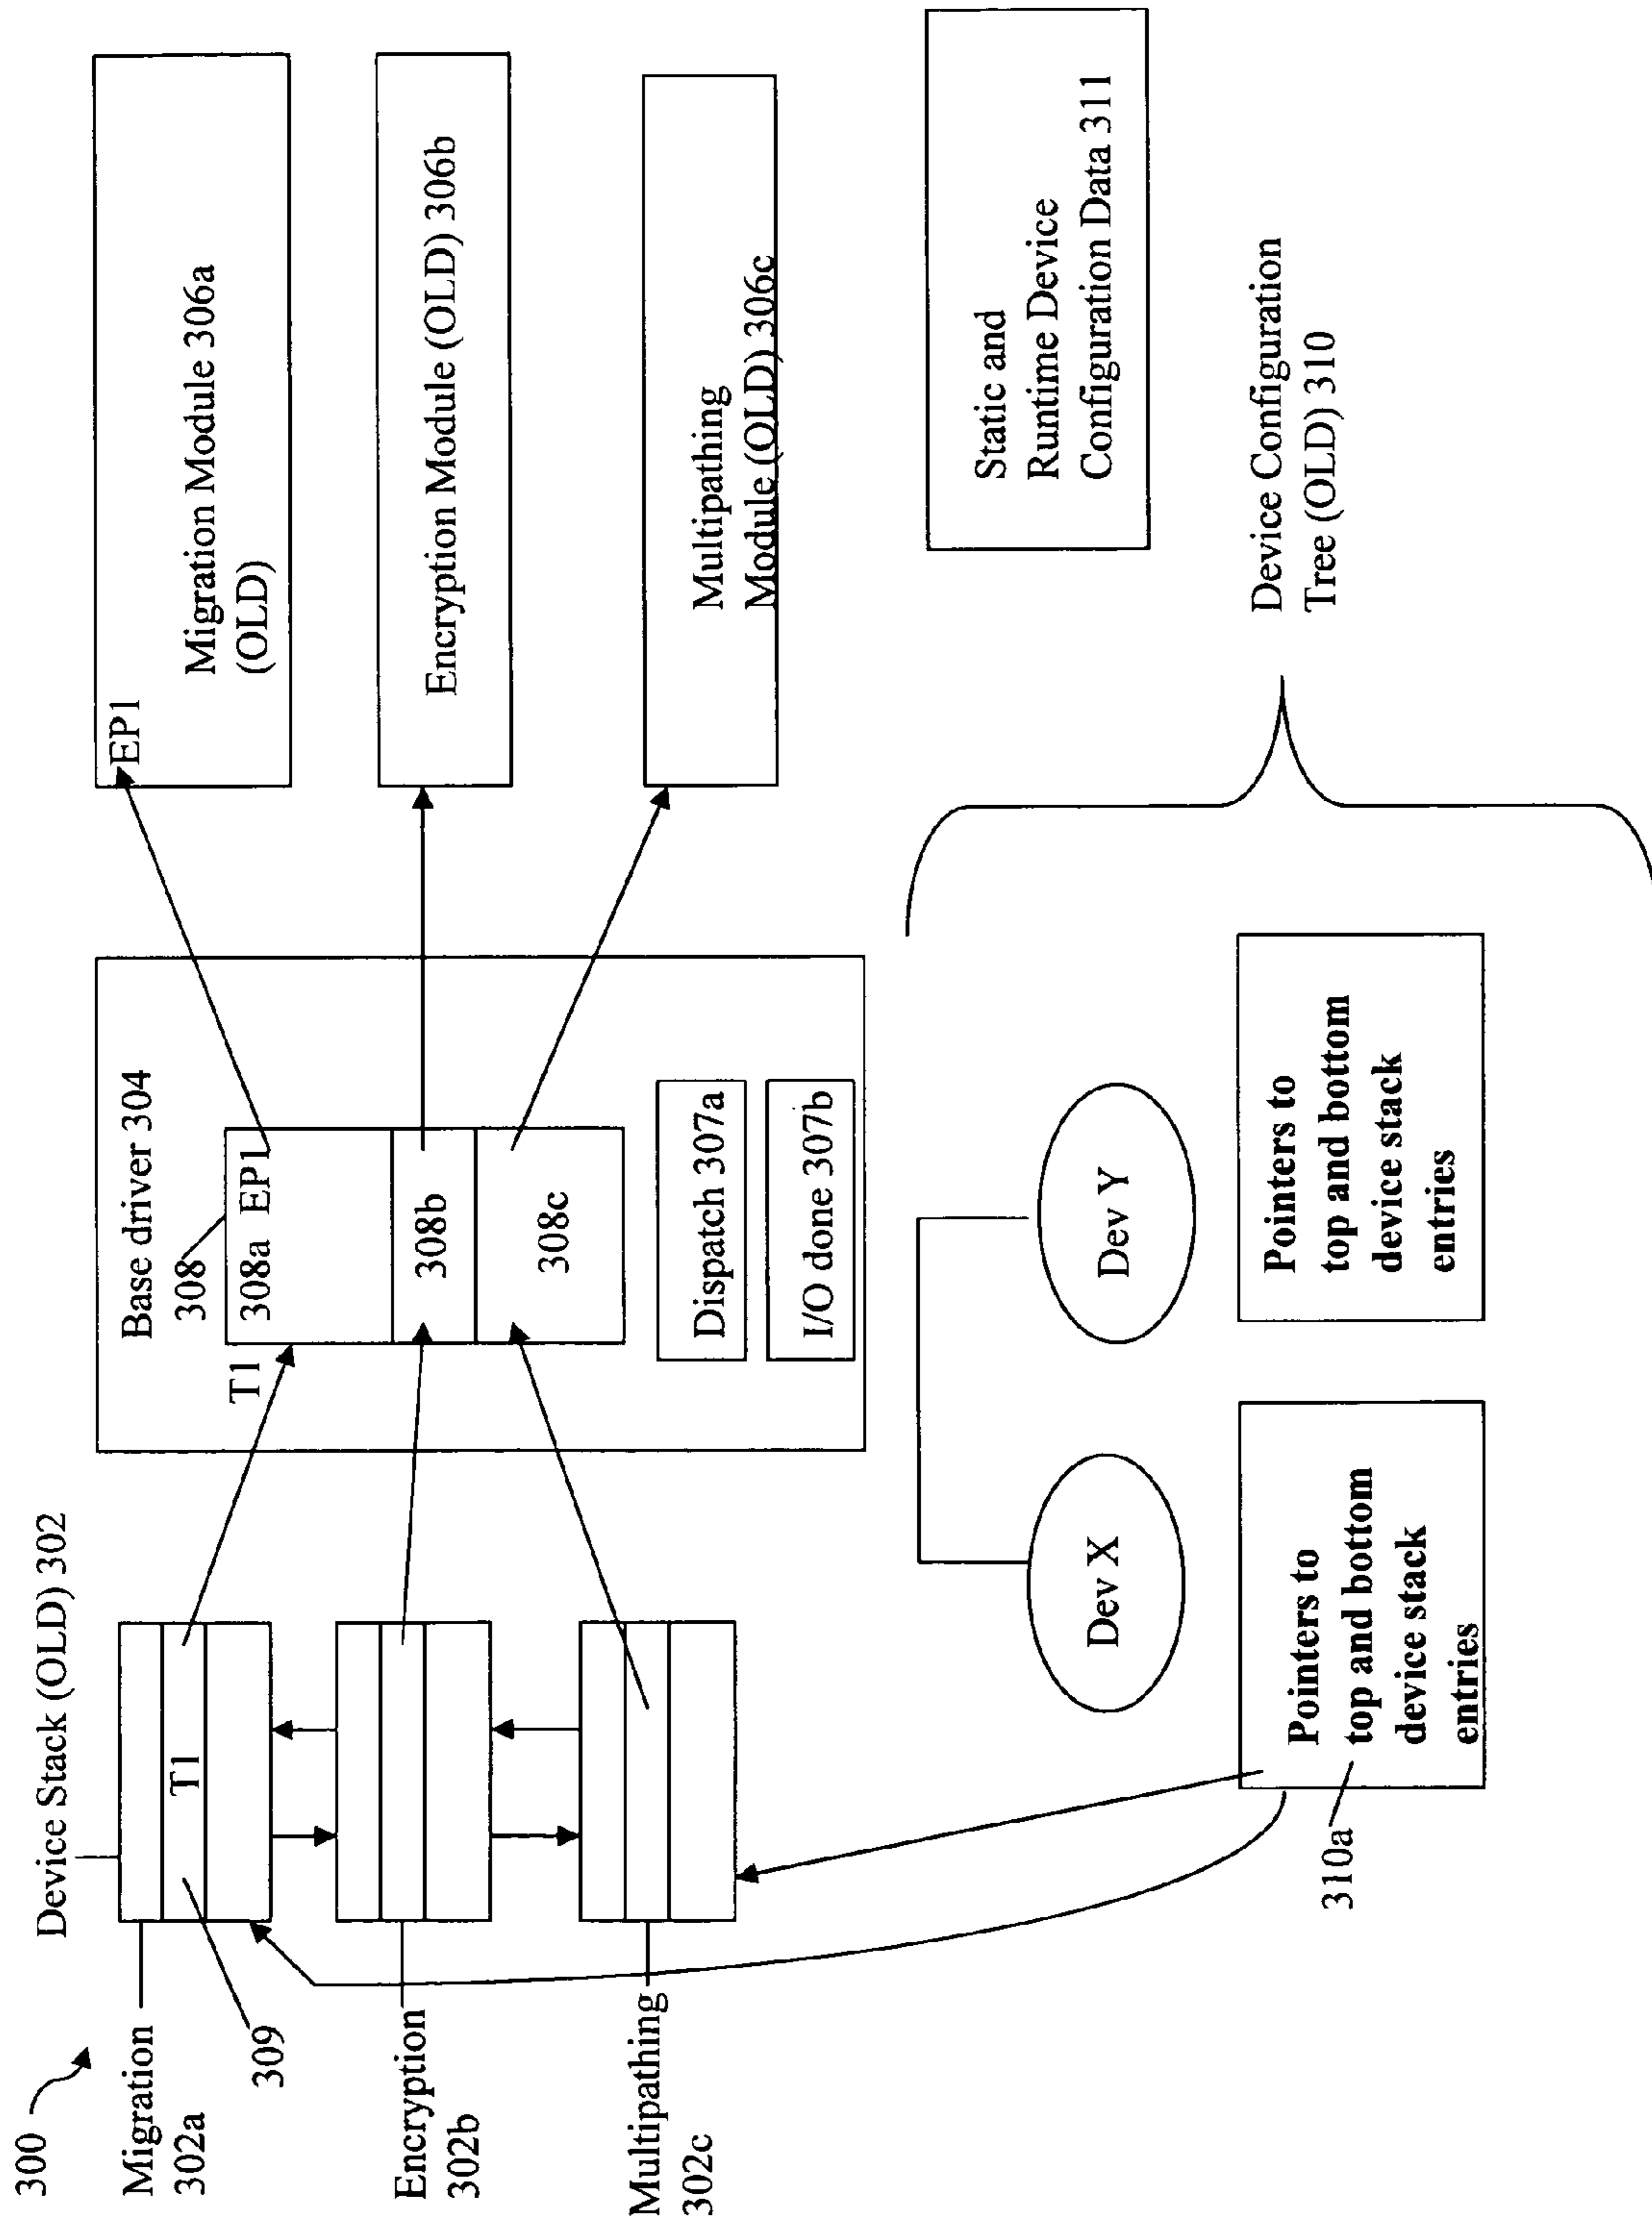 300
Device Stack (OLD) 302
Migration
302a
T1
309
Encryption
302b
Multipathing
302c
Base driver 304
308
308a EP1
T1
308b
308c
Dispatch 307a
I/O done 307b
EP1
Migration Module 306a
(OLD)
Encryption Module (OLD) 306b
Multipathing
Module (OLD) 306c
Static and
Runtime Device
Configuration Data 311
Device Configuration
Tree (OLD) 310
Dev X
Dev Y
Pointers to
top and bottom
device stack
entries
310a
Pointers to
top and bottom
device stack
entries